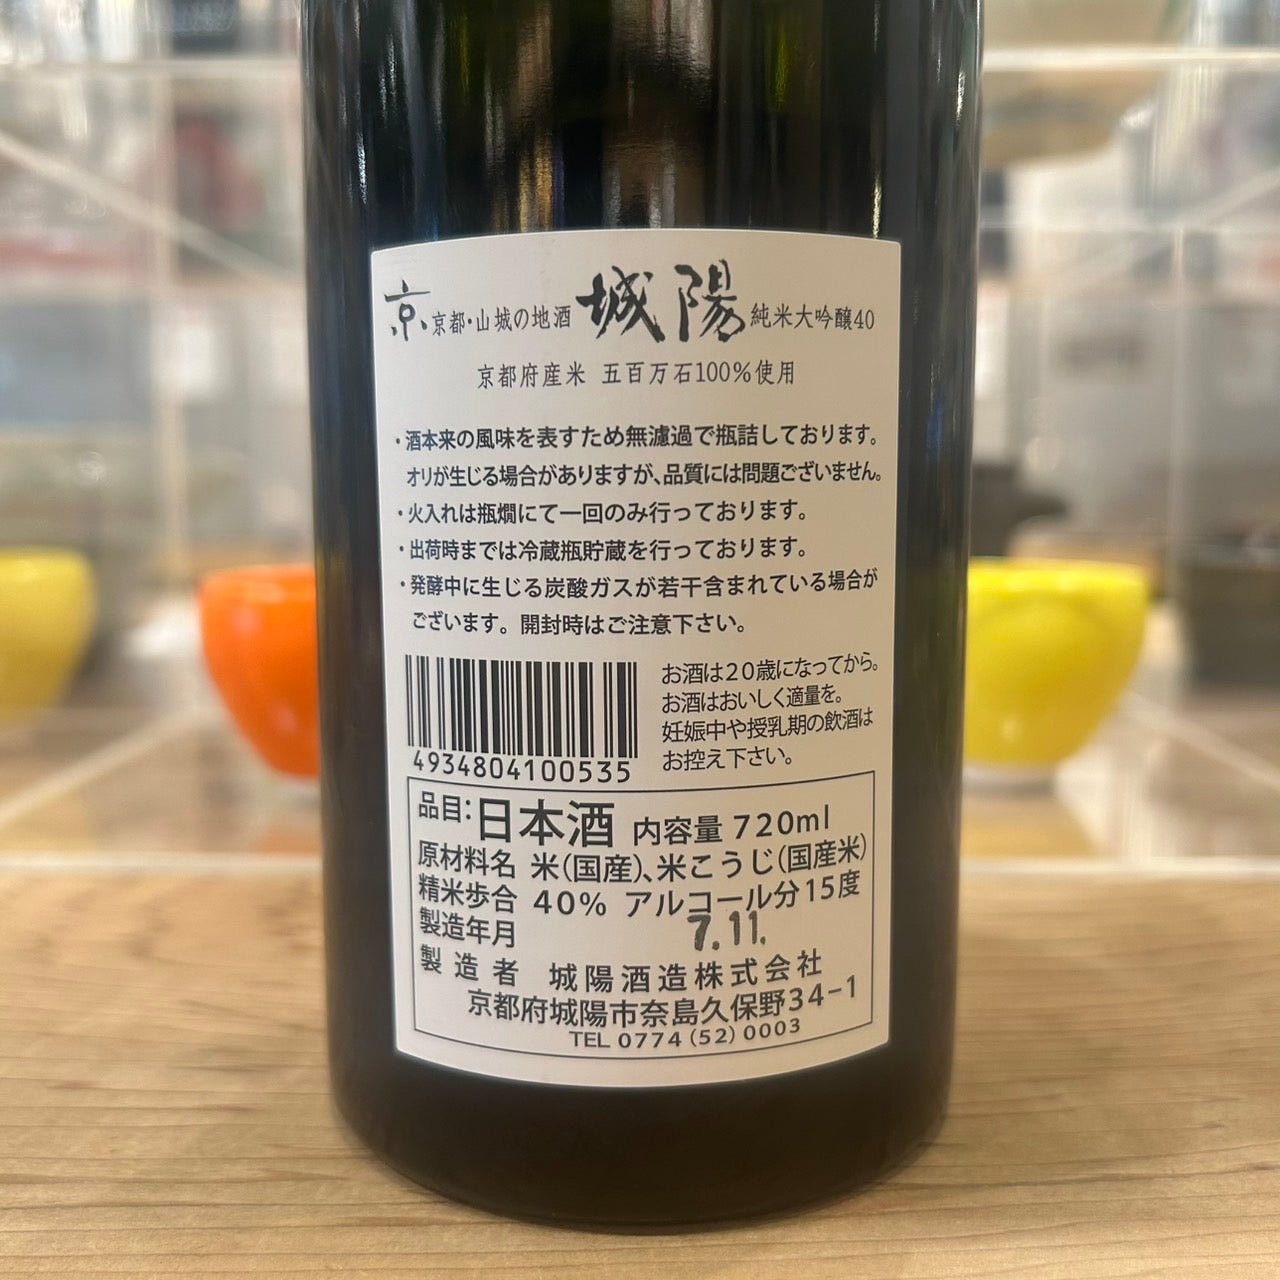 京 京都・山城の地酒 城陽 純米大吟醸40
京都府産米 五百万石100%使用
・酒本来の風味を表すため無濾過で瓶詰しております。
オリが生じる場合がありますが、品質には問題ございません。
・火入れは瓶燗にて一回のみ行っております。
・出荷時までは冷蔵瓶貯蔵を行っております。
・発酵中に生じる炭酸ガスが若干含まれている場合が
ございます。開封時はご注意下さい。
4934804100535
お酒は20歳になってから。
お酒はおいしく適量を。
妊娠中や授乳期の飲酒は
お控え下さい。
品目:日本酒 内容量 720ml
原材料名 米(国産)、米こうじ(国産米)
精米歩合 40% アルコール分15度
製造年月 7.11.
製造者 城陽酒造株式会社
京都府城陽市奈島久保野34-1
TEL 0774(52)0003